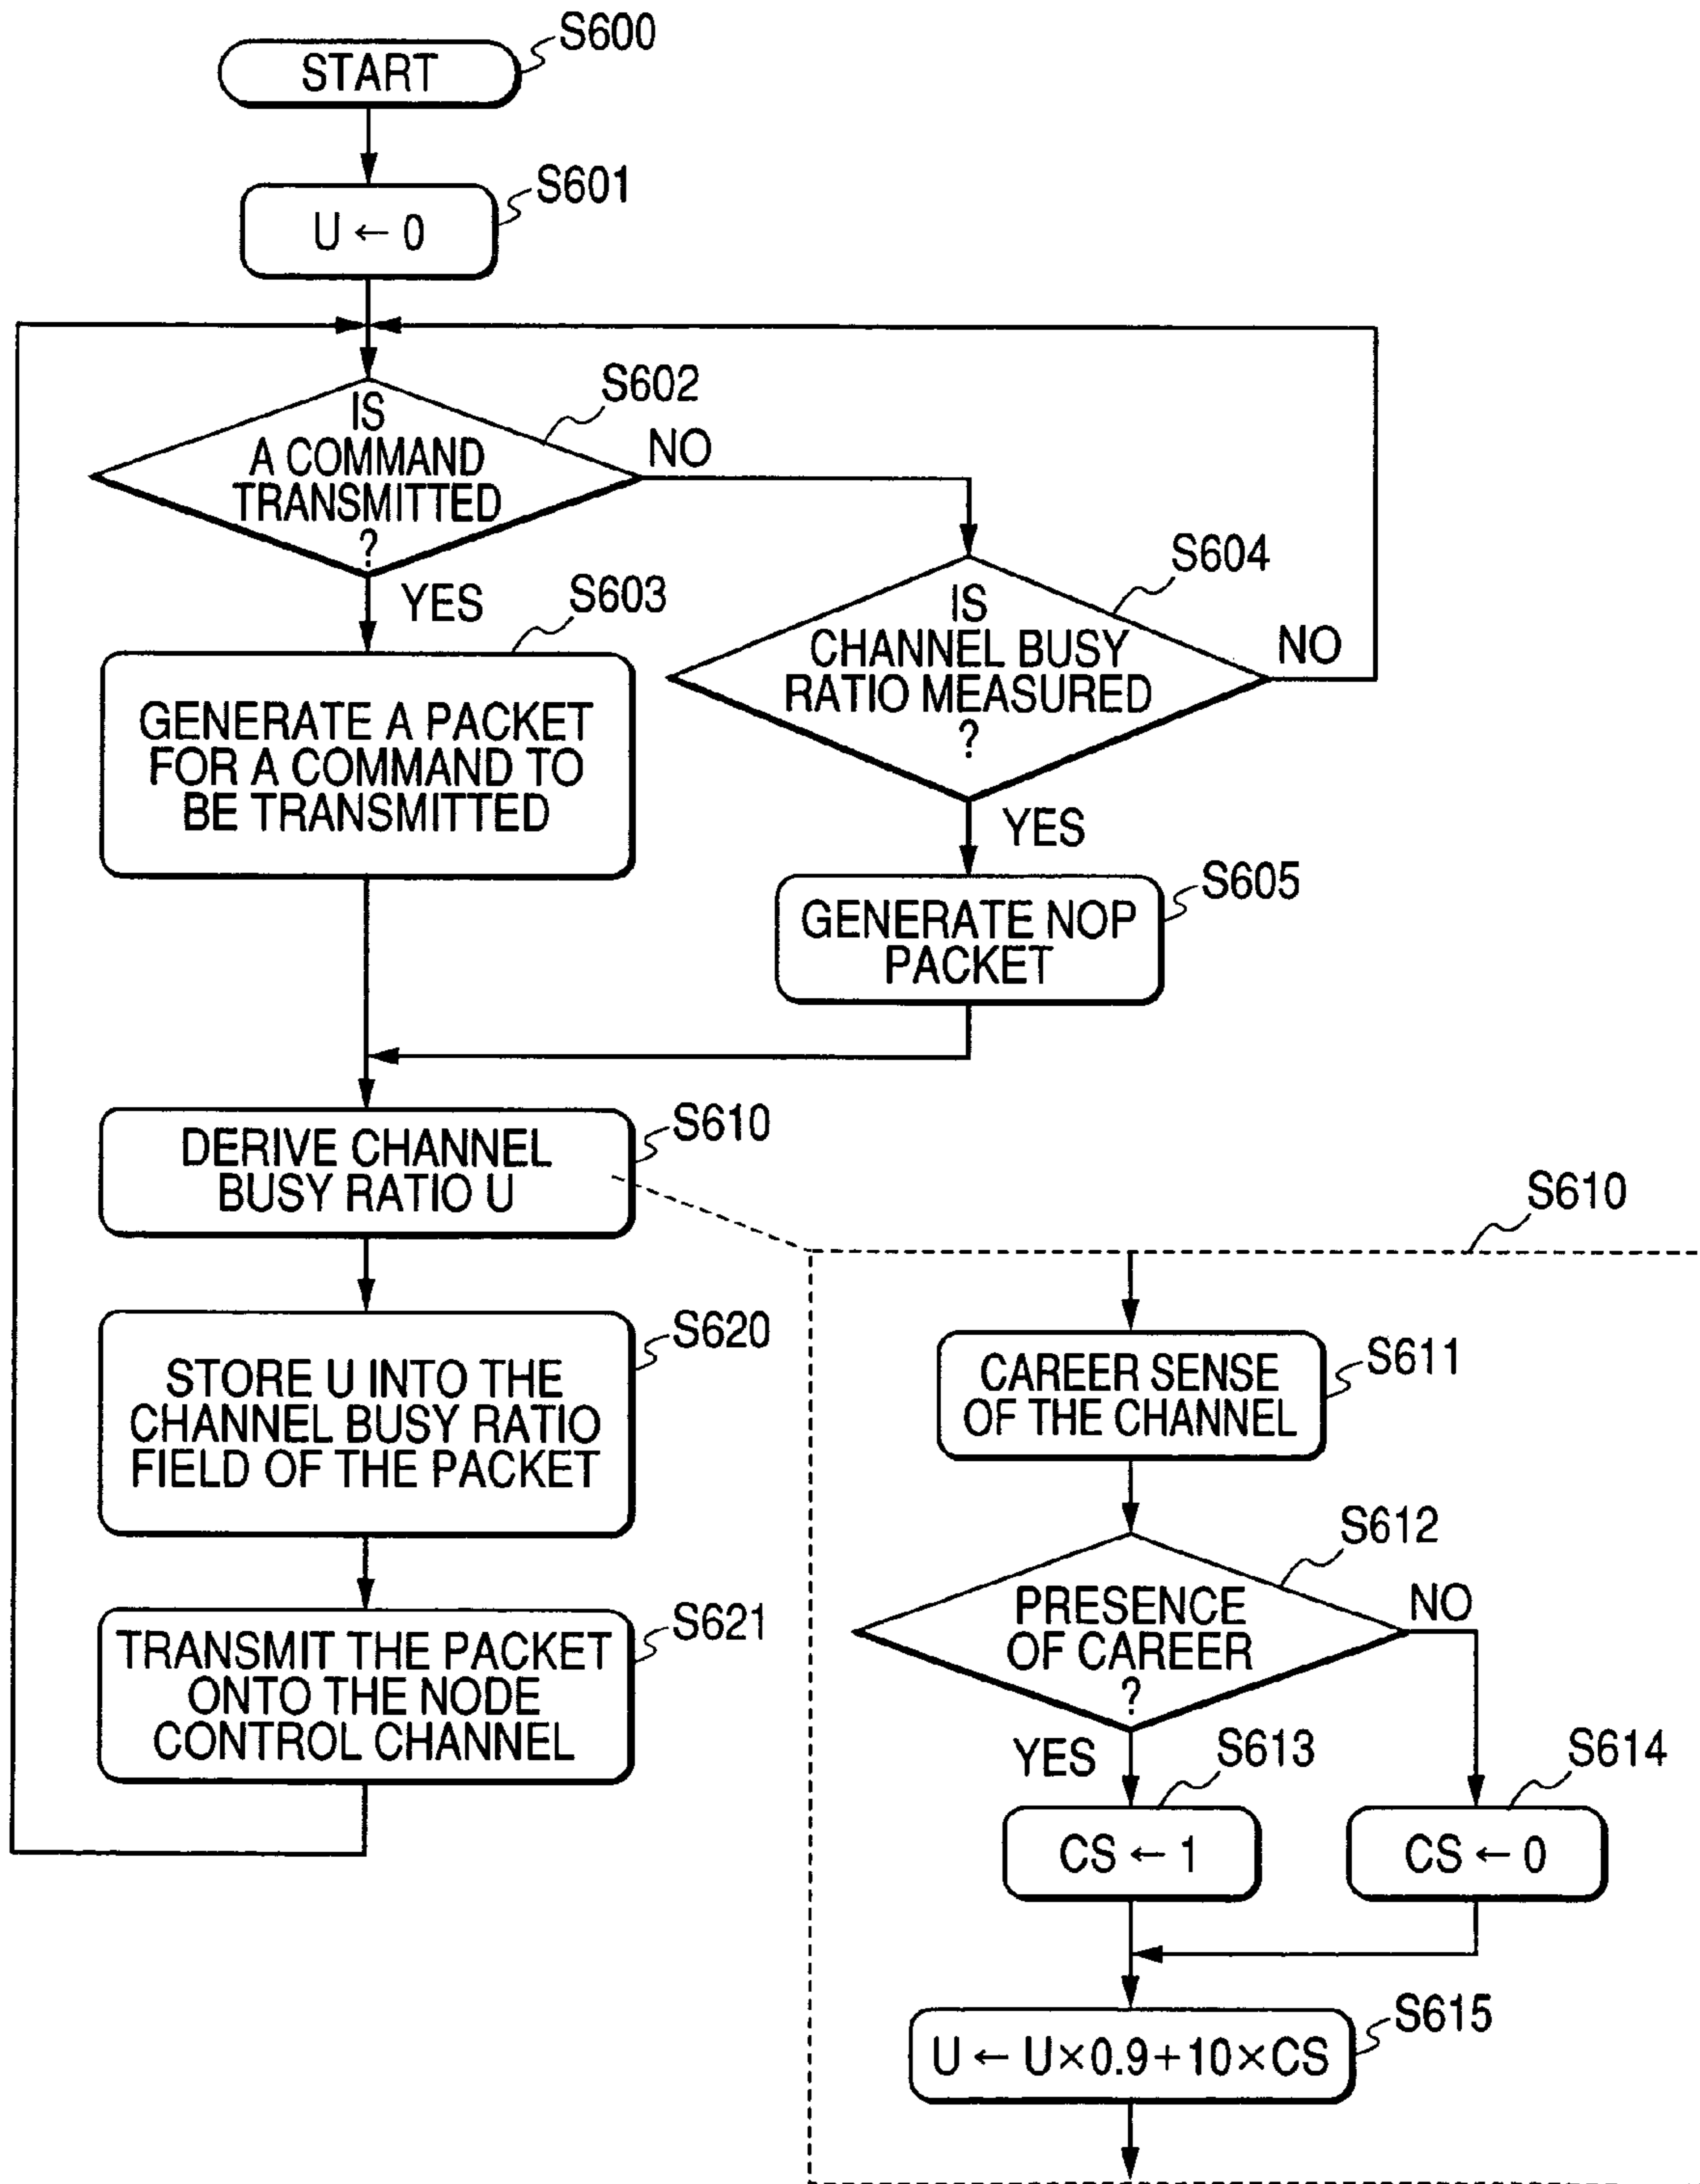 START
S600
U ← 0
S601
IS
A COMMAND
TRANSMITTED
?
S602
NO
YES
S603
GENERATE A PACKET
FOR A COMMAND TO
BE TRANSMITTED
S604
IS
CHANNEL BUSY
RATIO MEASURED
?
NO
YES
S605
GENERATE NOP
PACKET
DERIVE CHANNEL
BUSY RATIO U
S610
STORE U INTO THE
CHANNEL BUSY RATIO
FIELD OF THE PACKET
S620
TRANSMIT THE PACKET
ONTO THE NODE
CONTROL CHANNEL
S621
S610
CAREER SENSE
OF THE CHANNEL
S611
S612
PRESENCE
OF CAREER
?
NO
YES
S613
CS ← 1
S614
CS ← 0
S615
U ← U×0.9+10×CS